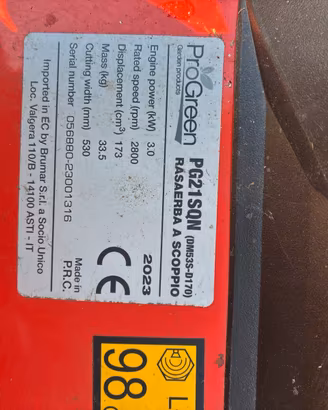 ProGreen
Garden products
PG21SQN (DM53S-D170)
RASAERBA A SCOPPIO
Engine power (kW) 3.0
Rated speed (rpm) 2800
Displacement (cm³) 173
Mass (kg) 33.5
Cutting width (mm) 530
Serial number 056880-23001316
2023
CE
Made in
P.R.C.
Imported in EC by Brumar S.r.l. a Socio Unico
Loc. Valgera 110/B - 14100 ASTI - IT
L
98